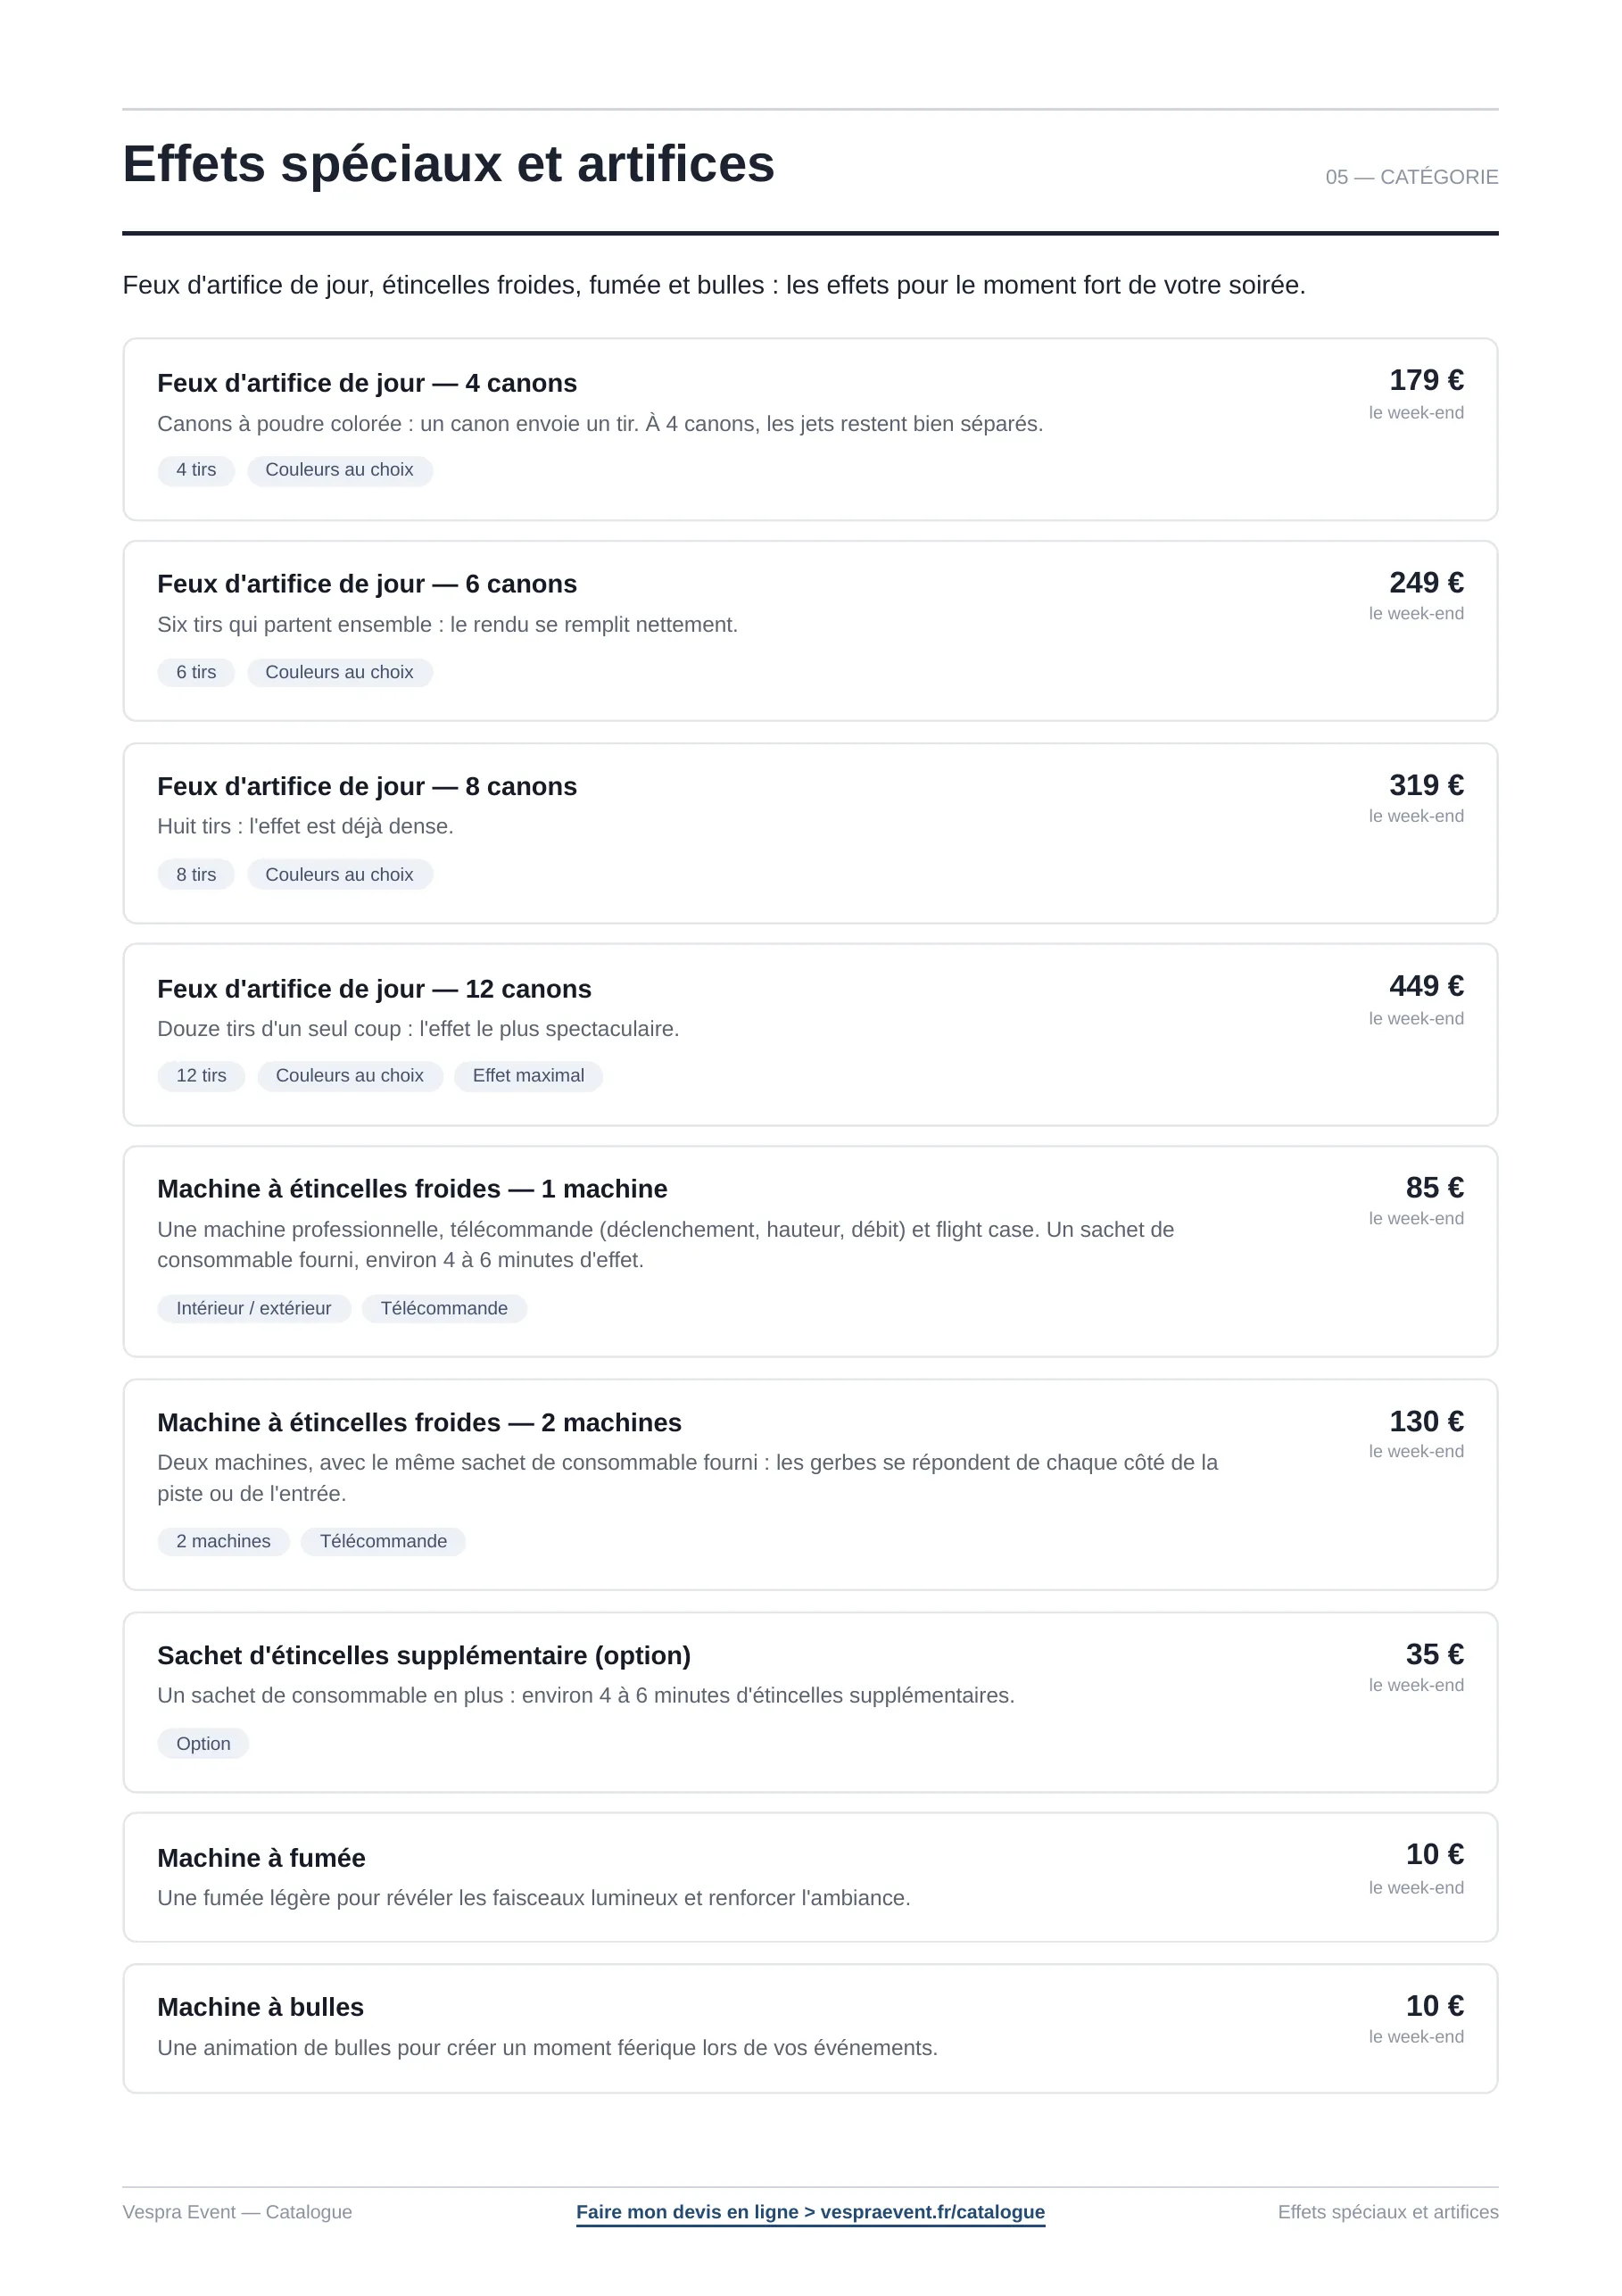 Effets spéciaux et artifices
05 — CATÉGORIE
Feux d'artifice de jour, étincelles froides, fumée et bulles : les effets pour le moment fort de votre soirée.
Feux d'artifice de jour — 4 canons
179 €
le week-end
Canons à poudre colorée : un canon envoie un tir. À 4 canons, les jets restent bien séparés.
4 tirs
Couleurs au choix
Feux d'artifice de jour — 6 canons
249 €
le week-end
Six tirs qui partent ensemble : le rendu se remplit nettement.
6 tirs
Couleurs au choix
Feux d'artifice de jour — 8 canons
319 €
le week-end
Huit tirs : l'effet est déjà dense.
8 tirs
Couleurs au choix
Feux d'artifice de jour — 12 canons
449 €
le week-end
Douze tirs d'un seul coup : l'effet le plus spectaculaire.
12 tirs
Couleurs au choix
Effet maximal
Machine à étincelles froides — 1 machine
85 €
le week-end
Une machine professionnelle, télécommande (déclenchement, hauteur, débit) et flight case. Un sachet de
consommable fourni, environ 4 à 6 minutes d'effet.
Intérieur / extérieur
Télécommande
Machine à étincelles froides — 2 machines
130 €
le week-end
Deux machines, avec le même sachet de consommable fourni : les gerbes se répondent de chaque côté de la
piste ou de l'entrée.
2 machines
Télécommande
Sachet d'étincelles supplémentaire (option)
35 €
le week-end
Un sachet de consommable en plus : environ 4 à 6 minutes d'étincelles supplémentaires.
Option
Machine à fumée
10 €
le week-end
Une fumée légère pour révéler les faisceaux lumineux et renforcer l'ambiance.
Machine à bulles
10 €
le week-end
Une animation de bulles pour créer un moment féerique lors de vos événements.
Vespra Event — Catalogue
Faire mon devis en ligne > vespraevent.fr/catalogue
Effets spéciaux et artifices